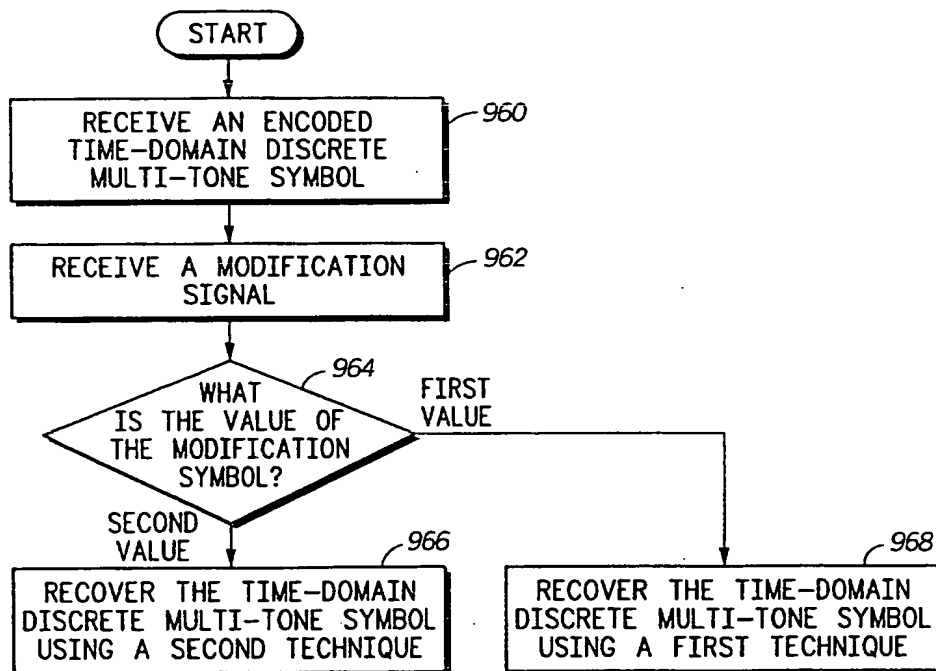 START
RECEIVE AN ENCODED
TIME-DOMAIN DISCRETE
MULTI-TONE SYMBOL
960
RECEIVE A MODIFICATION
SIGNAL
962
WHAT
IS THE VALUE OF
THE MODIFICATION
SYMBOL?
964
FIRST
VALUE
SECOND
VALUE
966
RECOVER THE TIME-DOMAIN
DISCRETE MULTI-TONE SYMBOL
USING A SECOND TECHNIQUE
968
RECOVER THE TIME-DOMAIN
DISCRETE MULTI-TONE SYMBOL
USING A FIRST TECHNIQUE